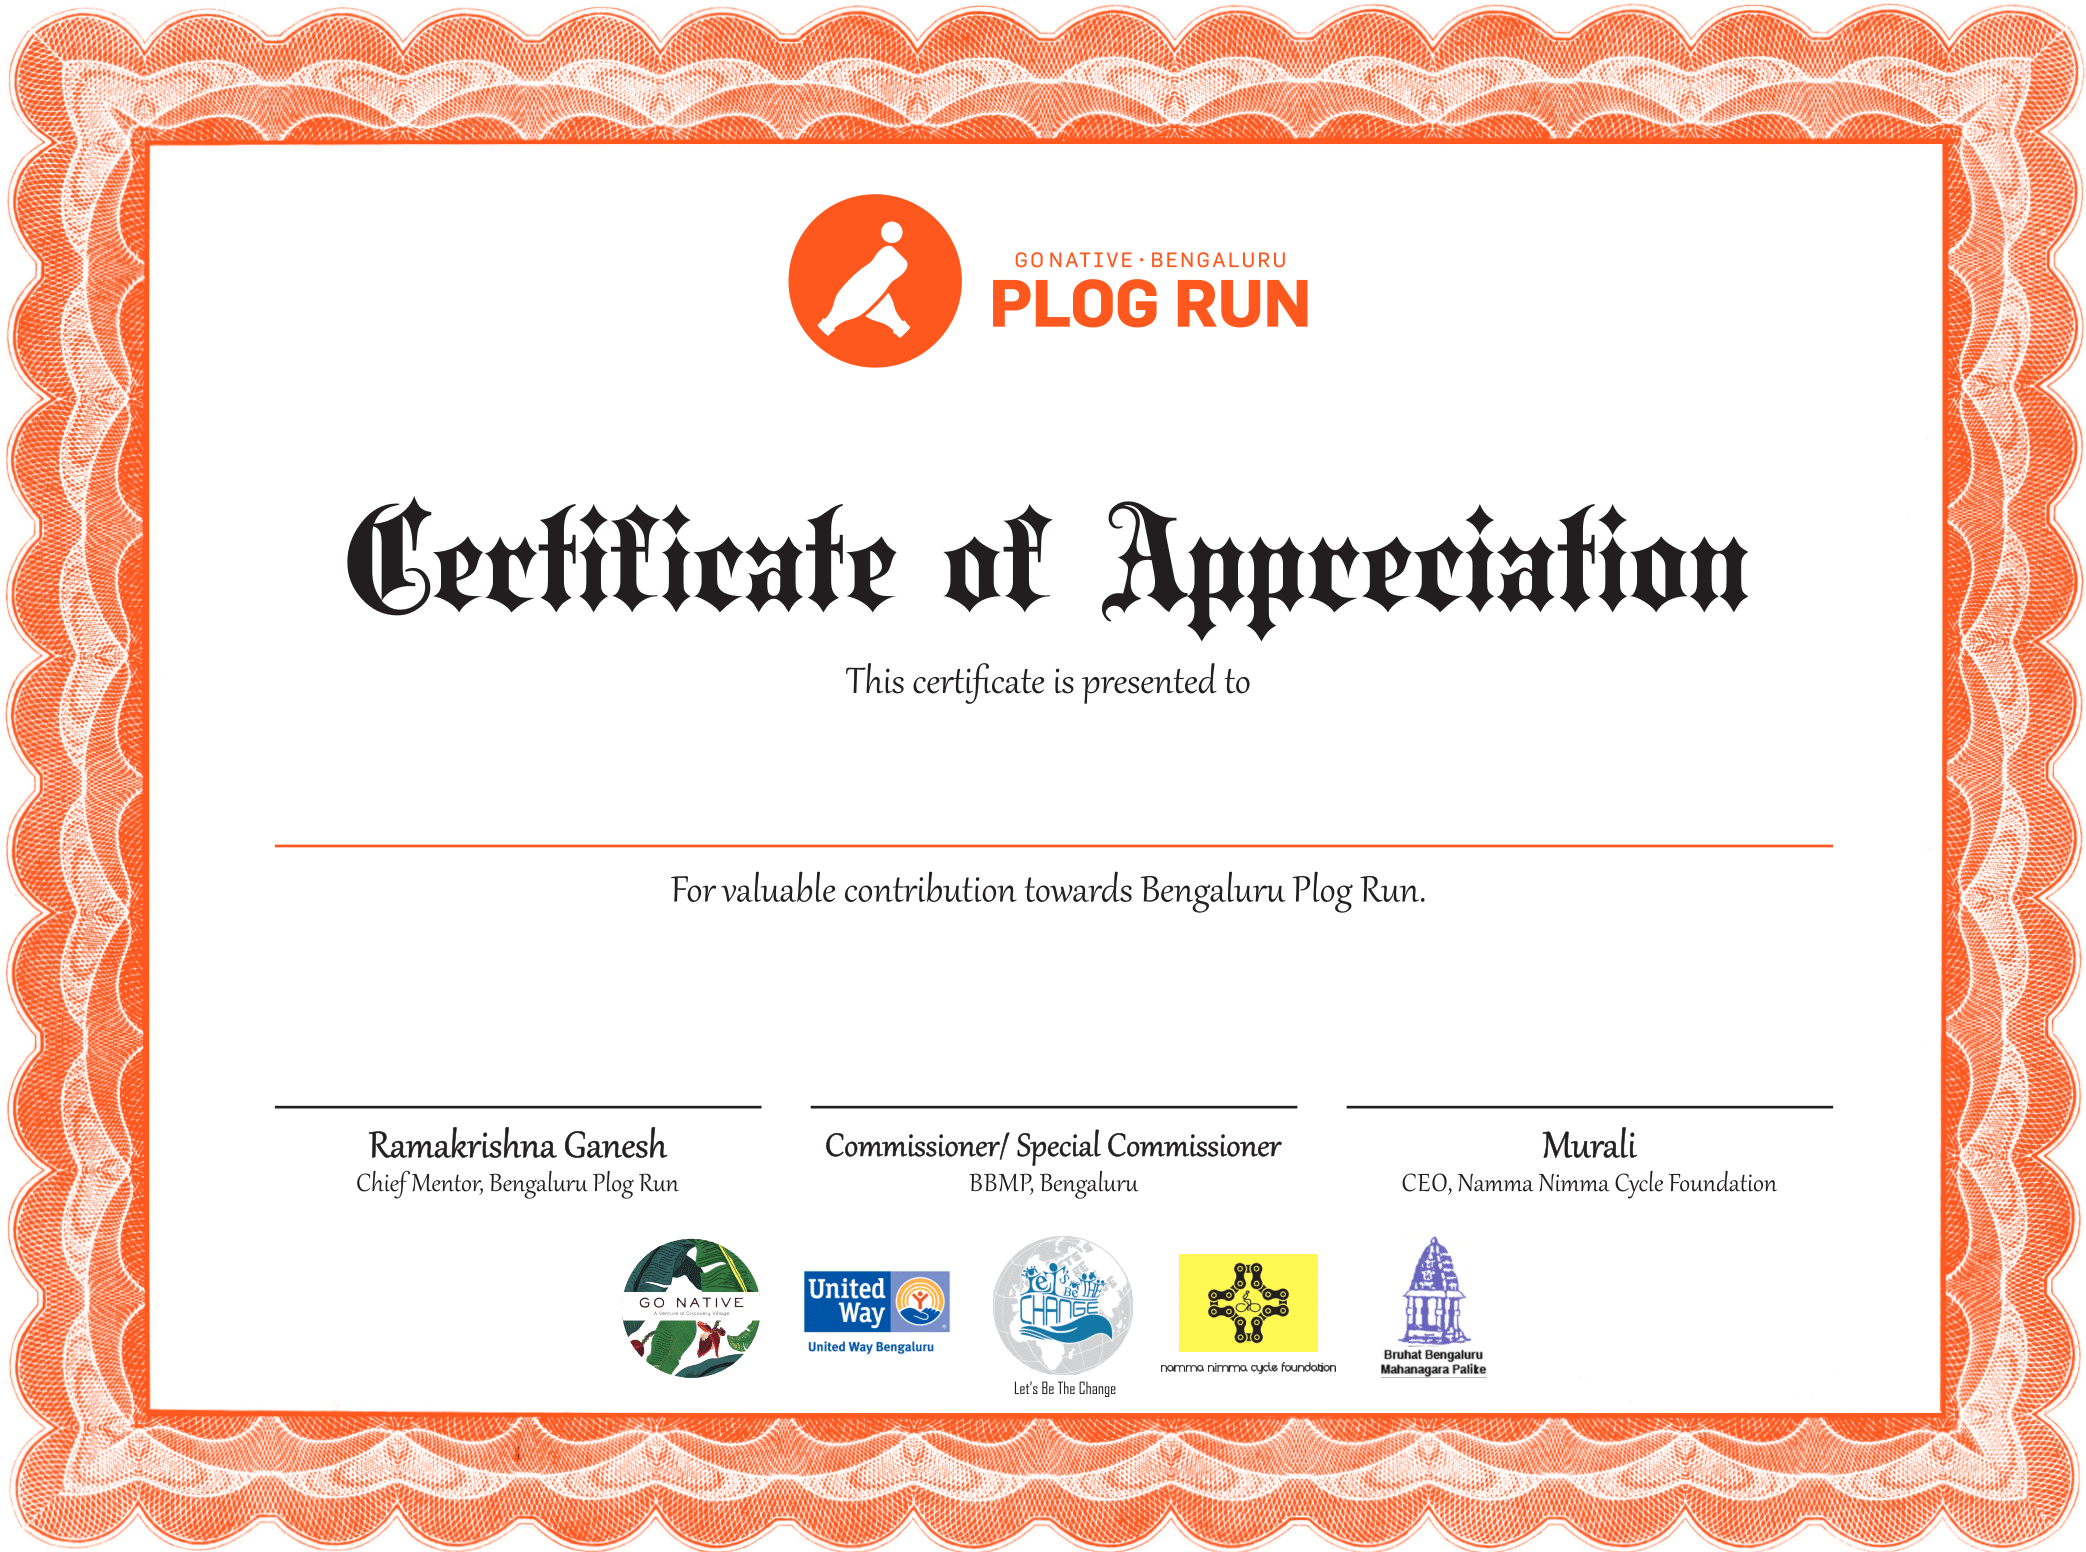 GO NATIVE · BENGALURU
PLOG RUN
Certificate of Appreciation
This certificate is presented to
For valuable contribution towards Bengaluru Plog Run.
Ramakrishna Ganesh
Chief Mentor, Bengaluru Plog Run
Commissioner/ Special Commissioner
BBMP, Bengaluru
Murali
CEO, Namma Nimma Cycle Foundation
GO NATIVE
A Venture of Discovery Village
United
Way
United Way Bengaluru
Let's
Be THE
CHANGE
Let's Be The Change
namma nimma cycle foundation
Bruhat Bengaluru
Mahanagara Palike